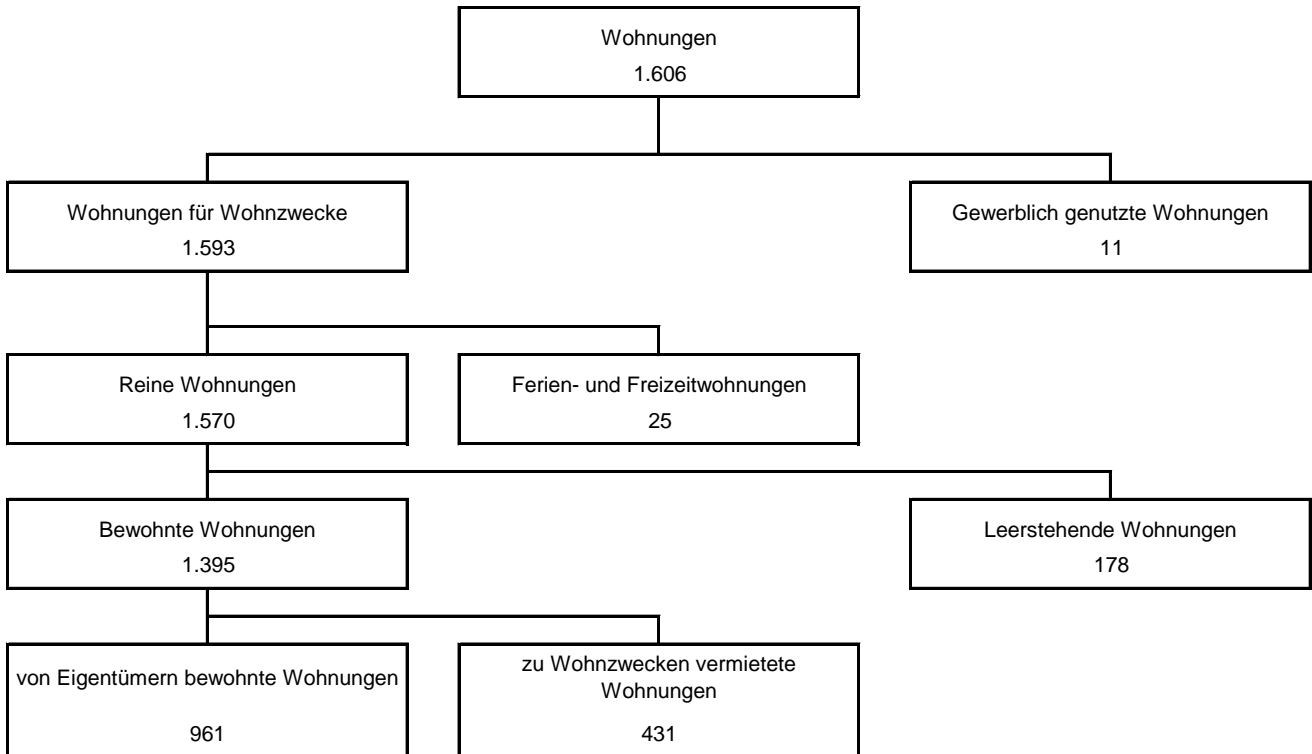 Wohnungen
1.606
Wohnungen für Wohnzwecke
1.593
Gewerblich genutzte Wohnungen
11
Reine Wohnungen
1.570
Ferien- und Freizeitwohnungen
25
Bewohnte Wohnungen
1.395
Leerstehende Wohnungen
178
von Eigentümern bewohnte Wohnungen
961
zu Wohnzwecken vermietete
Wohnungen
431